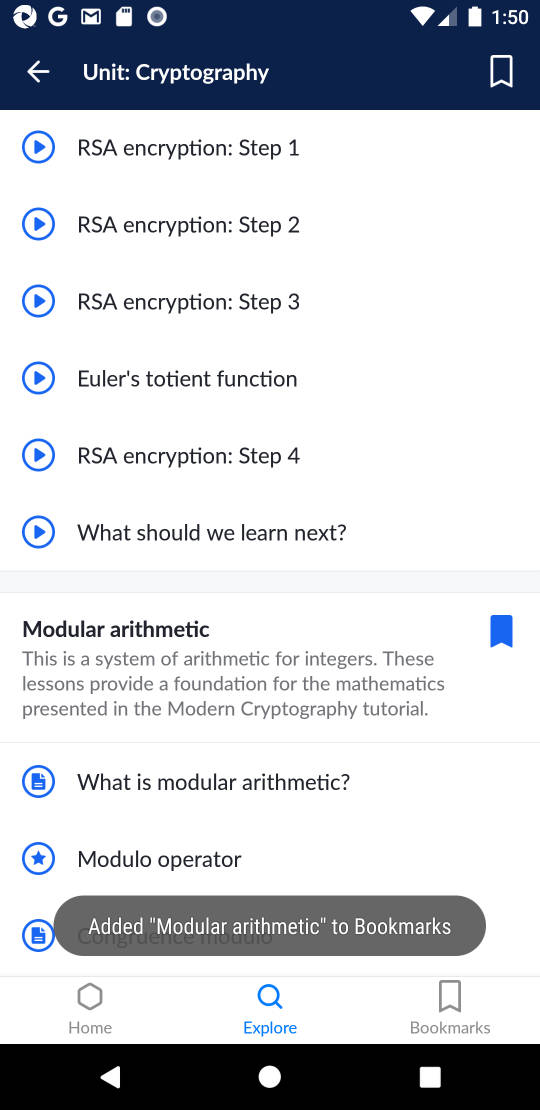 1:50
Unit: Cryptography
RSA encryption: Step 1
RSA encryption: Step 2
RSA encryption: Step 3
Euler's totient function
RSA encryption: Step 4
What should we learn next?
Modular arithmetic
This is a system of arithmetic for integers. These
lessons provide a foundation for the mathematics
presented in the Modern Cryptography tutorial.
What is modular arithmetic?
Modulo operator
Congruence modulo
Added "Modular arithmetic" to Bookmarks
Home
Explore
Bookmarks